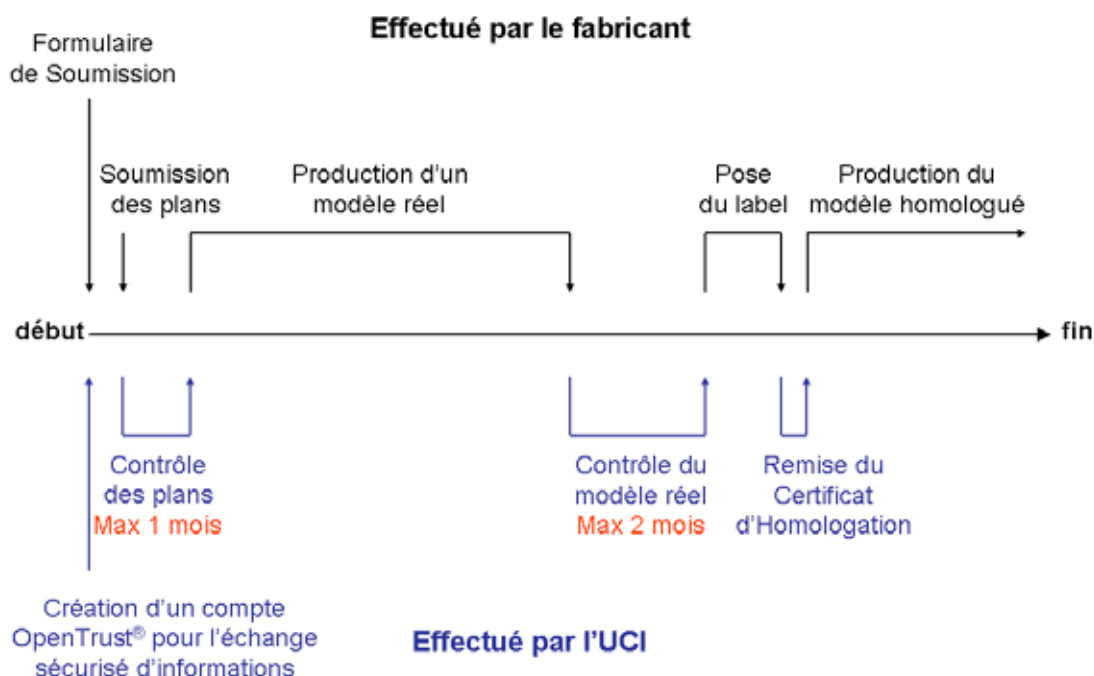 Effectué par le fabricant
Formulaire
de Soumission
Soumission
des plans
Production d'un
modèle réel
Pose
du label
Production du
modèle homologué
début
fin
Contrôle
des plans
Max 1 mois
Contrôle du
modèle réel
Max 2 mois
Remise du
Certificat
d'Homologation
Création d'un compte
OpenTrust® pour l'échange
sécurisé d'informations
Effectué par l'UCI